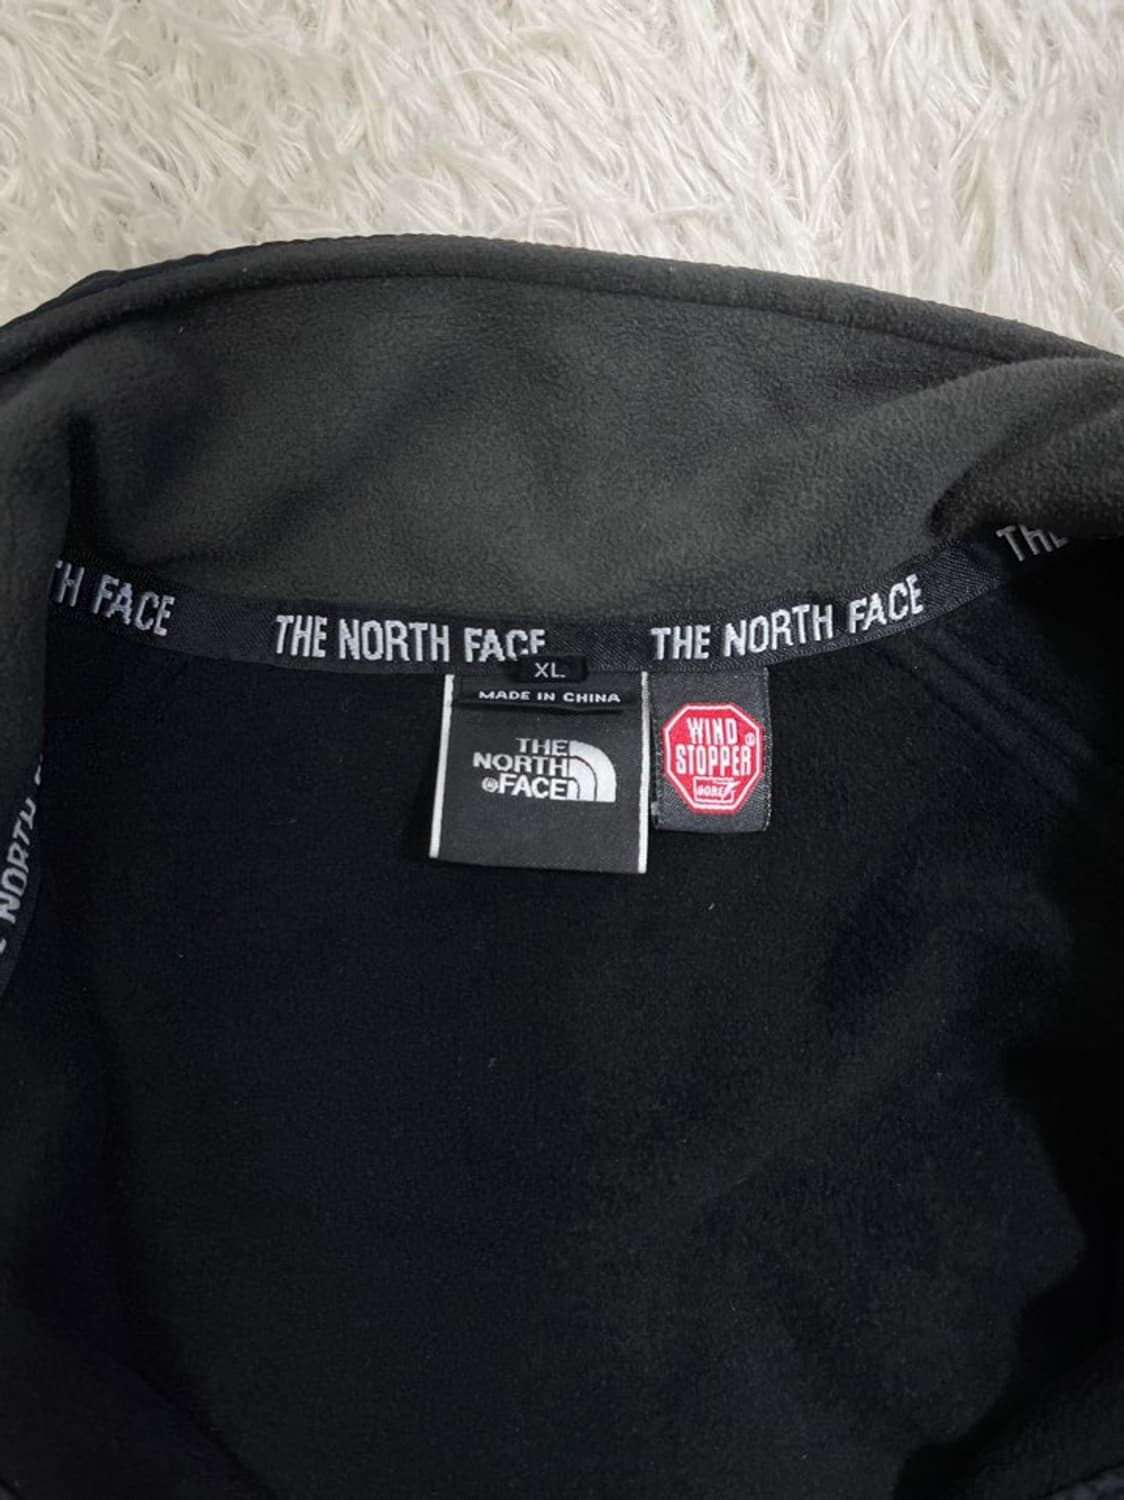 TH FACE
THE NORTH FACE
THE NORTH FACE
THE
NORTH
XL
MADE IN CHINA
THE
NORTH
®FACE
WIND
STOPPER®
GORE